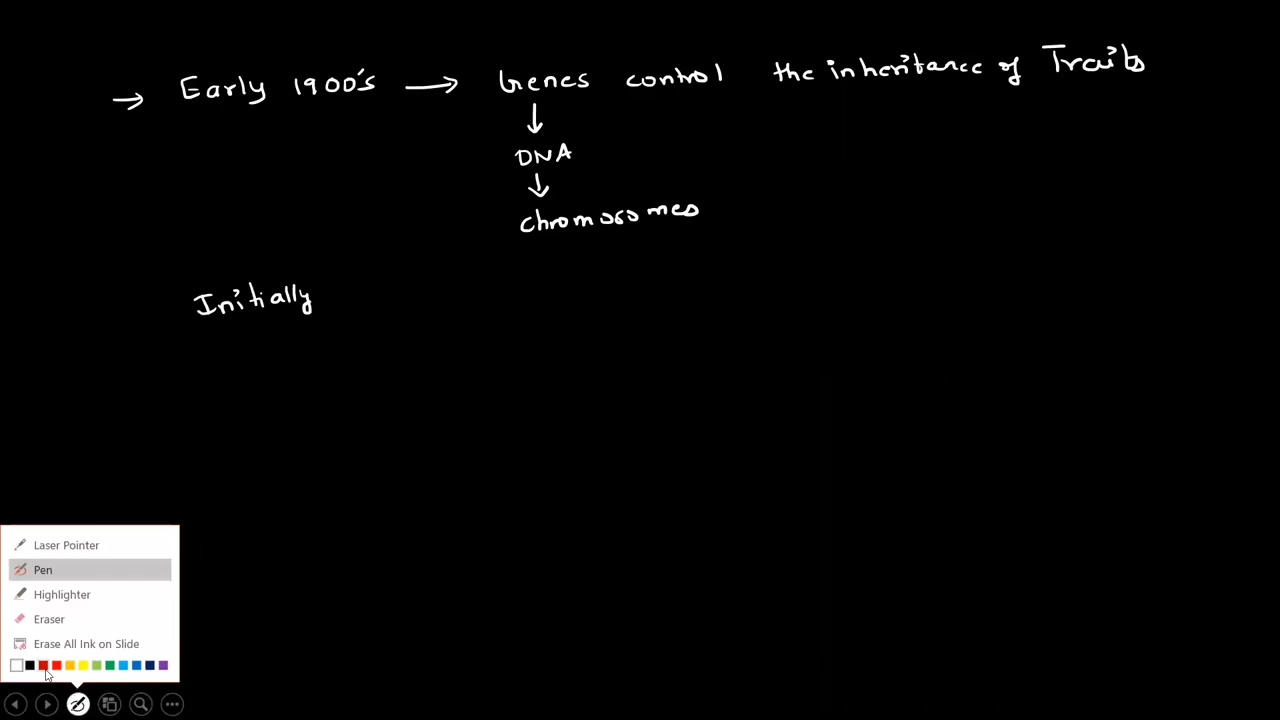 → Early 1900's → Genes control the inheritance of Traits
↓
DNA
↓
chromosomes
Initially
Laser Pointer
Pen
Highlighter
Eraser
Erase All Ink on Slide